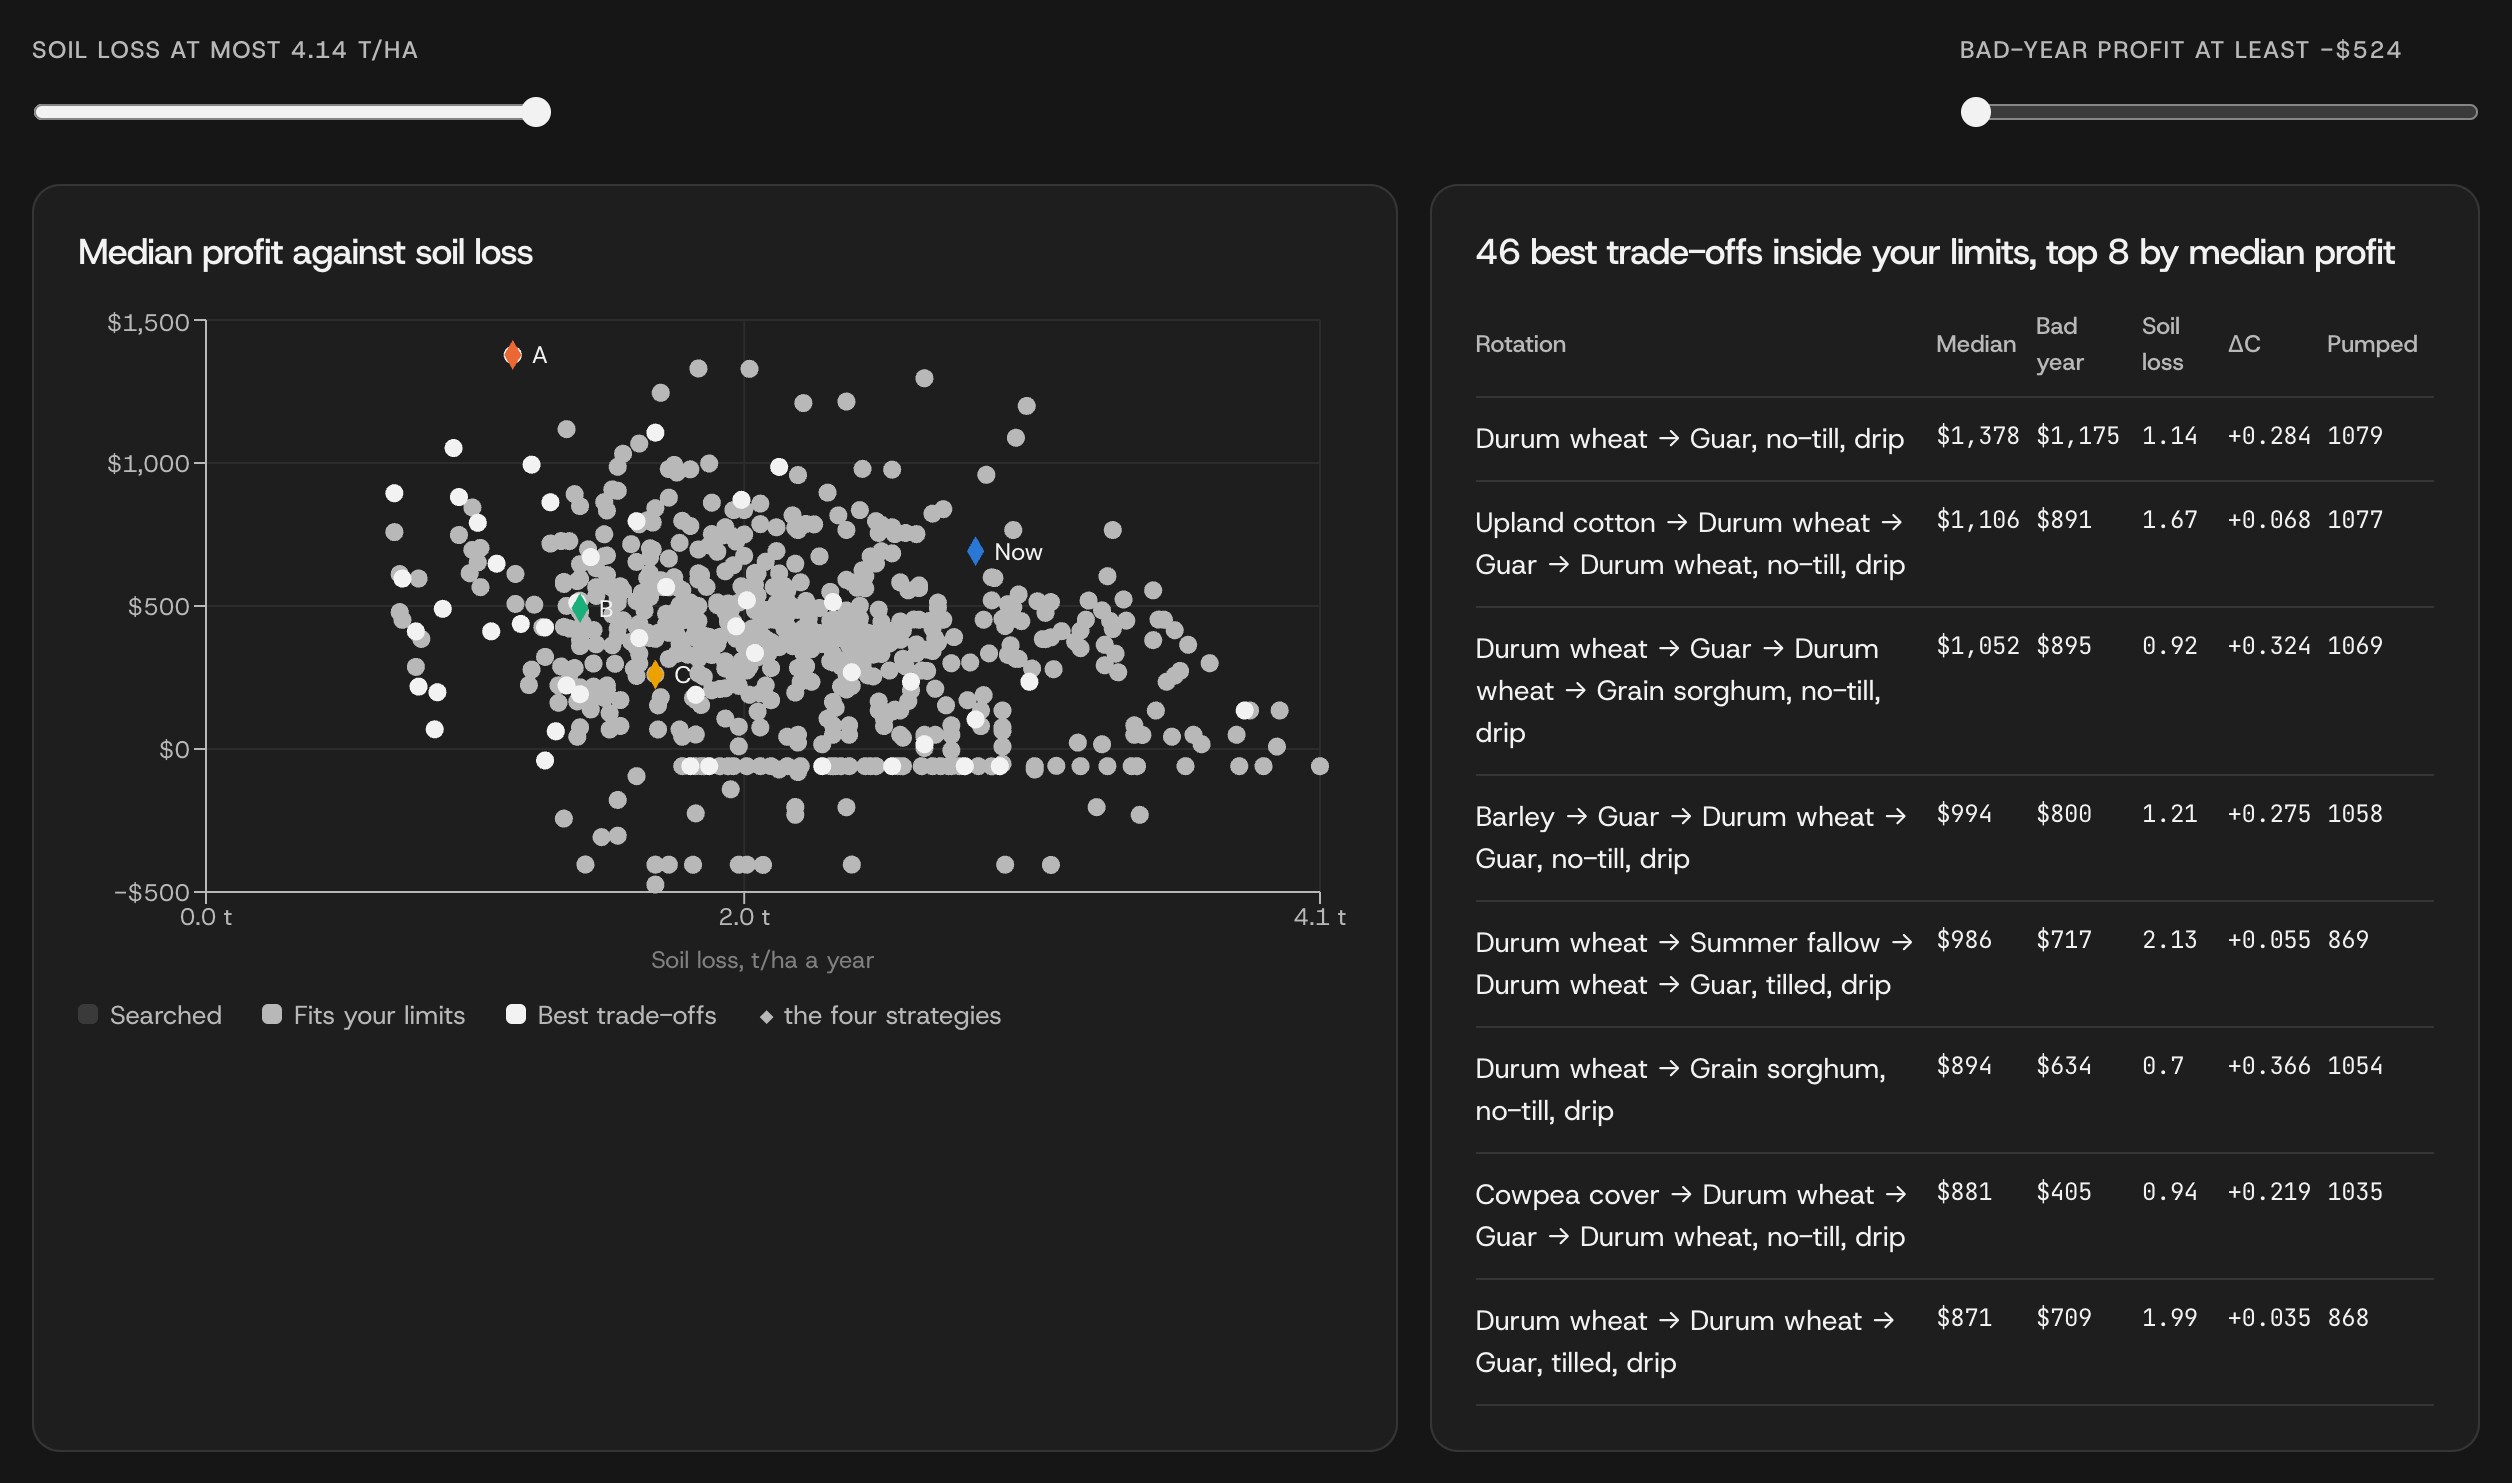 SOIL LOSS AT MOST 4.14 T/HA
BAD-YEAR PROFIT AT LEAST -$524
Median profit against soil loss
$1,500
$1,000
$500
$0
-$500
A
Now
B
C
0.0 t
2.0 t
4.1 t
Soil loss, t/ha a year
Searched
Fits your limits
Best trade-offs
the four strategies
46 best trade-offs inside your limits, top 8 by median profit
Rotation Median Bad year Soil loss ΔC Pumped
Durum wheat → Guar, no-till, drip $1,378 $1,175 1.14 +0.284 1079
Upland cotton → Durum wheat → $1,106 $891 1.67 +0.068 1077
Guar → Durum wheat, no-till, drip
Durum wheat → Guar → Durum $1,052 $895 0.92 +0.324 1069
wheat → Grain sorghum, no-till,
drip
Barley → Guar → Durum wheat → $994 $800 1.21 +0.275 1058
Guar, no-till, drip
Durum wheat → Summer fallow → $986 $717 2.13 +0.055 869
Durum wheat → Guar, tilled, drip
Durum wheat → Grain sorghum, $894 $634 0.7 +0.366 1054
no-till, drip
Cowpea cover → Durum wheat → $881 $405 0.94 +0.219 1035
Guar → Durum wheat, no-till, drip
Durum wheat → Durum wheat → $871 $709 1.99 +0.035 868
Guar, tilled, drip